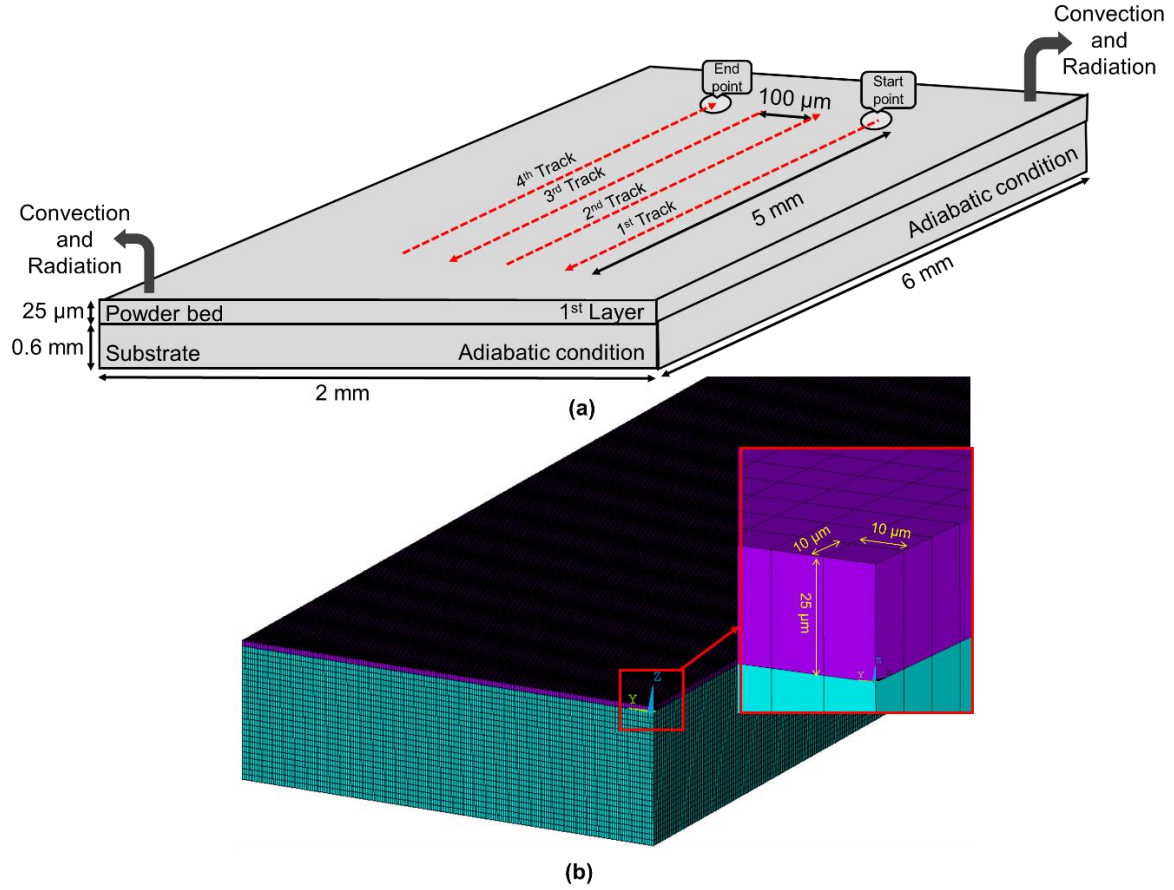 Convection
and
Radiation
End
point
Start
point
100 µm
4th Track
3rd Track
2nd Track
1st Track
5 mm
Adiabatic condition
6 mm
Convection
and
Radiation
25 µm
Powder bed
1st Layer
0.6 mm
Substrate
Adiabatic condition
2 mm
(a)
10 µm
10 µm
25 µm
Z
Y
Z
Y
(b)